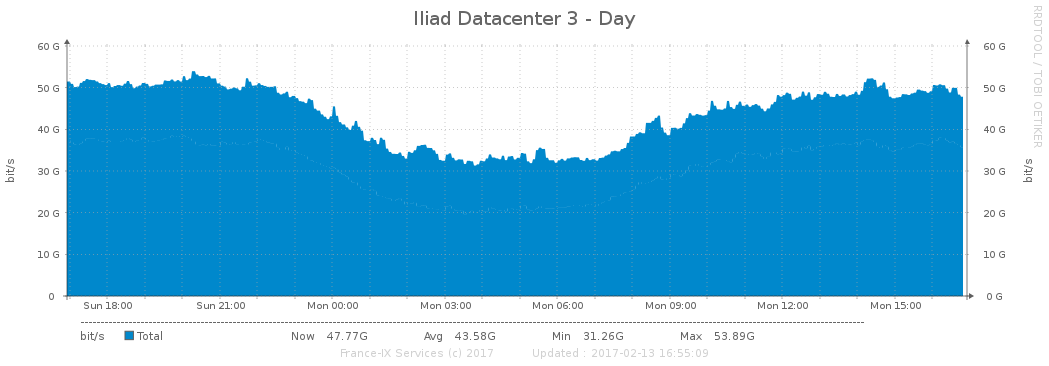 Iliad Datacenter 3 - Day
RRDTOOL / TOBI OETIKER
60 G 60 G
50 G 50 G
40 G 40 G
30 G 30 G
20 G 20 G
10 G 10 G
0 0 G
bit/s bit/s
Sun 18:00 Sun 21:00 Mon 00:00 Mon 03:00 Mon 06:00 Mon 09:00 Mon 12:00 Mon 15:00
bit/s Total Now 47.77G Avg 43.58G Min 31.26G Max 53.89G
France-IX Services (c) 2017 Updated : 2017-02-13 16:55:09